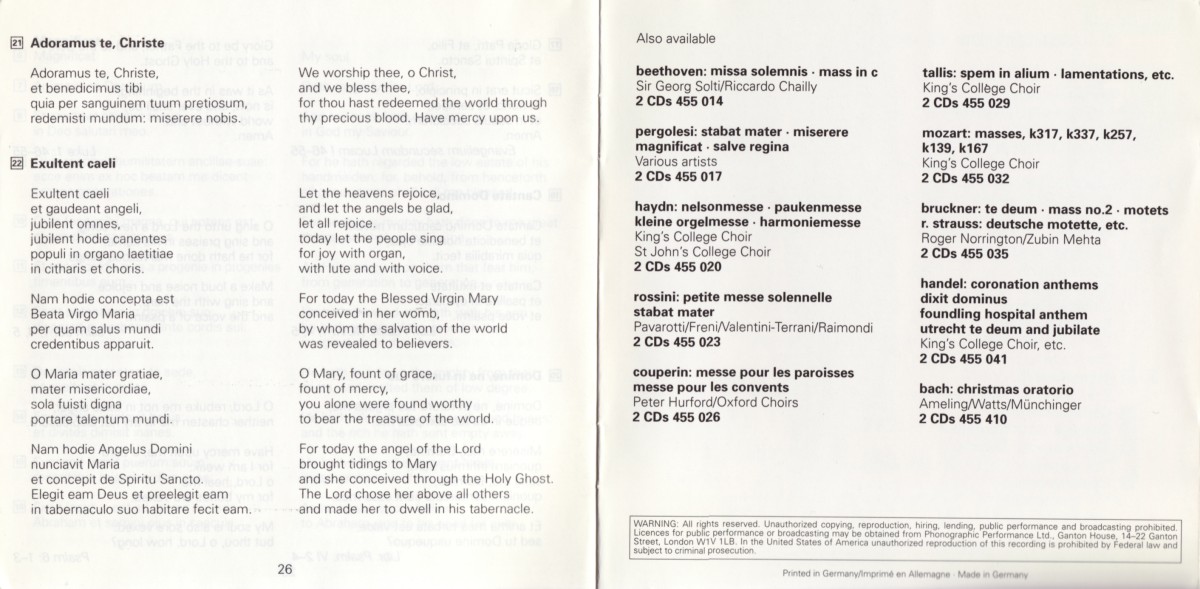 21 Adoramus te, Christe
Adoramus te, Christe,
et benedicimus tibi
quia per sanguinem tuum pretiosum,
redemisti mundum: miserere nobis.
We worship thee, o Christ,
and we bless thee,
for thou hast redeemed the world through
thy precious blood. Have mercy upon us.
22 Exultent caeli
Exultent caeli
et gaudeant angeli,
jubilent omnes,
jubilent hodie canentes
populi in organo laetitiae
in citharis et choris.
Let the heavens rejoice,
and let the angels be glad,
let all rejoice.
today let the people sing
for joy with organ,
with lute and with voice.
Nam hodie concepta est
Beata Virgo Maria
per quam salus mundi
credentibus apparuit.
For today the Blessed Virgin Mary
conceived in her womb,
by whom the salvation of the world
was revealed to believers.
O Maria mater gratiae,
mater misericordiae,
sola fuisti digna
portare talentum mundi.
O Mary, fount of grace,
fount of mercy,
you alone were found worthy
to bear the treasure of the world.
Nam hodie Angelus Domini
nunciavit Maria
et concepit de Spiritu Sancto.
Elegit eam Deus et preelegit eam
in tabernaculo suo habitare fecit eam.
For today the angel of the Lord
brought tidings to Mary
and she conceived through the Holy Ghost.
The Lord chose her above all others
and made her to dwell in his tabernacle.
26
Also available
beethoven: missa solemnis · mass in c
Sir Georg Solti/Riccardo Chailly
2 CDs 455 014
pergolesi: stabat mater · miserere
magnificat · salve regina
Various artists
2 CDs 455 017
haydn: nelsonmesse · paukenmesse
kleine orgelmesse · harmoniemesse
King's College Choir
St John's College Choir
2 CDs 455 020
rossini: petite messe solennelle
stabat mater
Pavarotti/Freni/Valentini-Terrani/Raimondi
2 CDs 455 023
couperin: messe pour les paroisses
messe pour les convents
Peter Hurford/Oxford Choirs
2 CDs 455 026
tallis: spem in alium · lamentations, etc.
King's College Choir
2 CDs 455 029
mozart: masses, k317, k337, k257,
k139, k167
King's College Choir
2 CDs 455 032
bruckner: te deum · mass no.2 · motets
r. strauss: deutsche motette, etc.
Roger Norrington/Zubin Mehta
2 CDs 455 035
handel: coronation anthems
dixit dominus
foundling hospital anthem
utrecht te deum and jubilate
King's College Choir, etc.
2 CDs 455 041
bach: christmas oratorio
Ameling/Watts/Münchinger
2 CDs 455 410
WARNING: All rights reserved. Unauthorized copying, reproduction, hiring, lending, public performance and broadcasting prohibited.
Licences for public performance or broadcasting may be obtained from Phonographic Performance Ltd., Ganton House, 14–22 Ganton
Street, London W1V 1LB. In the United States of America unauthorized reproduction of this recording is prohibited by Federal law and
subject to criminal prosecution.
Printed in Germany/Imprimé en Allemagne · Made in Germany